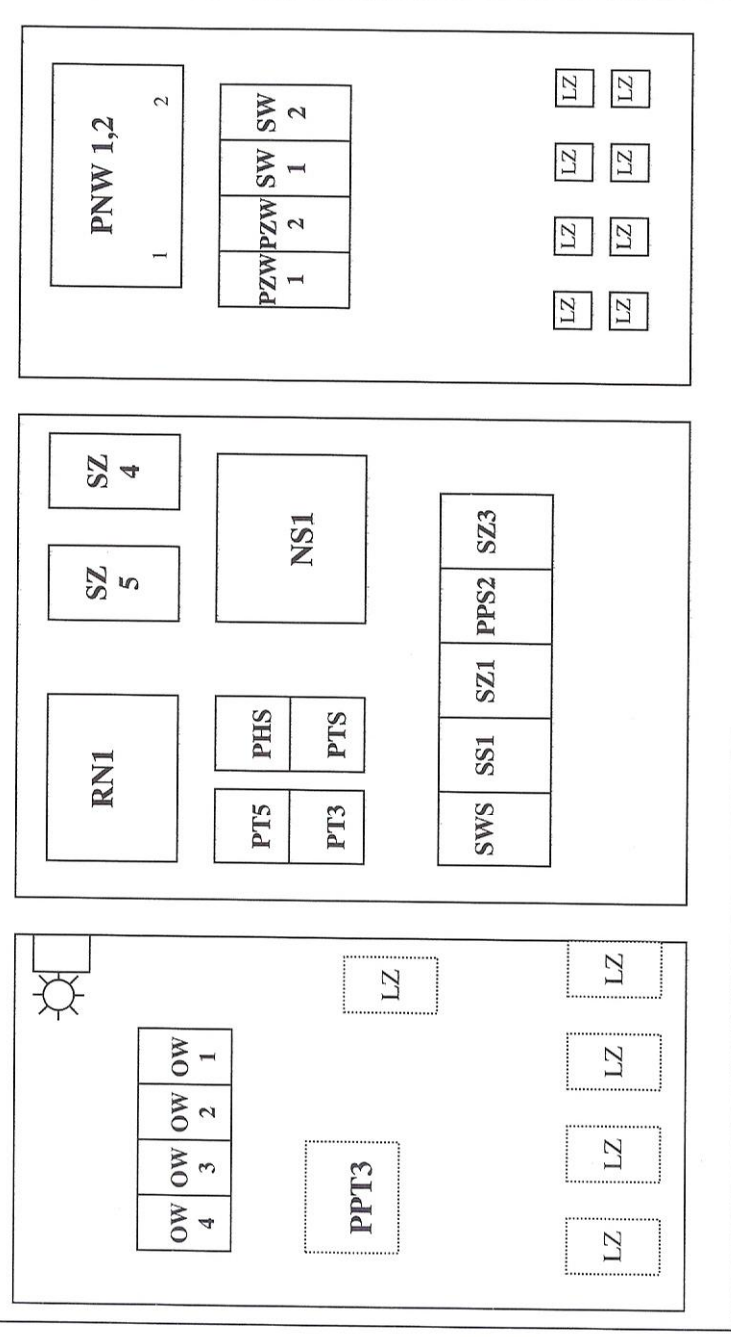 OW OW OW OW
4 3 2 1
PPT3
LZ
LZ LZ LZ LZ
RN1
SZ SZ
5 4
PT5 PHS
NS1
PT3 PTS
SWS SS1 SZ1 PPS2 SZ3
PNW 1,2
1 2
PZW PZW SW SW
1 2 1 2
LZ LZ LZ LZ
LZ LZ LZ LZ